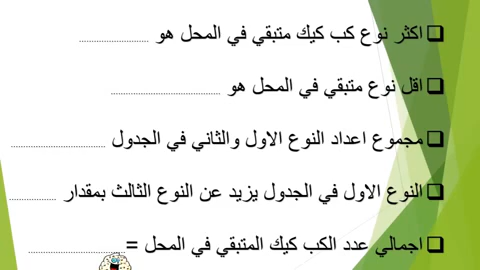 اكثر نوع كب كيك متبقي في المحل هو ..............................
اقل نوع متبقي في المحل هو ..............................
مجموع اعداد النوع الاول والثاني في الجدول ..............................
النوع الاول في الجدول يزيد عن النوع الثالث بمقدار ..............................
اجمالي عدد الكب كيك المتبقي في المحل = ..............................